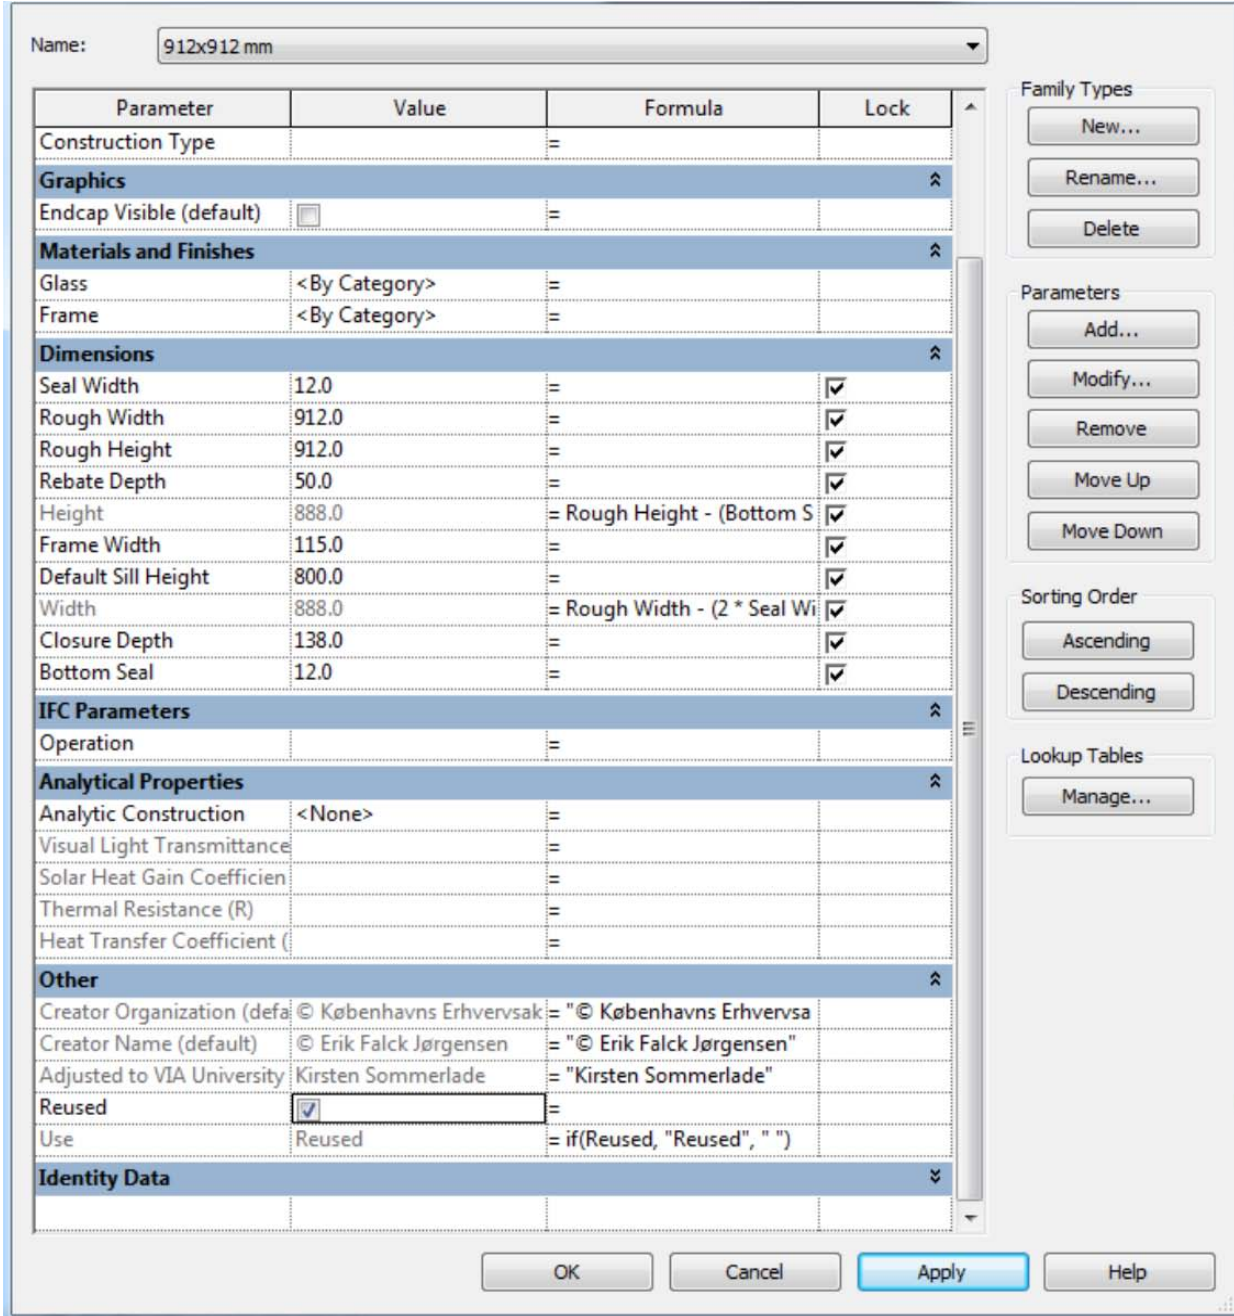 Name: 912x912 mm
Parameter Value Formula Lock
Construction Type =
Graphics
Endcap Visible (default) =
Materials and Finishes
Glass <By Category> =
Frame <By Category> =
Dimensions
Seal Width 12.0 =
Rough Width 912.0 =
Rough Height 912.0 =
Rebate Depth 50.0 =
Height 888.0 = Rough Height - (Bottom S
Frame Width 115.0 =
Default Sill Height 800.0 =
Width 888.0 = Rough Width - (2 * Seal Wi
Closure Depth 138.0 =
Bottom Seal 12.0 =
IFC Parameters
Operation =
Analytical Properties
Analytic Construction <None> =
Visual Light Transmittance =
Solar Heat Gain Coefficien =
Thermal Resistance (R) =
Heat Transfer Coefficient ( =
Other
Creator Organization (defa © Københavns Erhvervsak = "© Københavns Erhvervsa
Creator Name (default) © Erik Falck Jørgensen = "© Erik Falck Jørgensen"
Adjusted to VIA University Kirsten Sommerlade = "Kirsten Sommerlade"
Reused =
Use Reused = if(Reused, "Reused", " ")
Identity Data
Family Types
New...
Rename...
Delete
Parameters
Add...
Modify...
Remove
Move Up
Move Down
Sorting Order
Ascending
Descending
Lookup Tables
Manage...
OK Cancel Apply Help